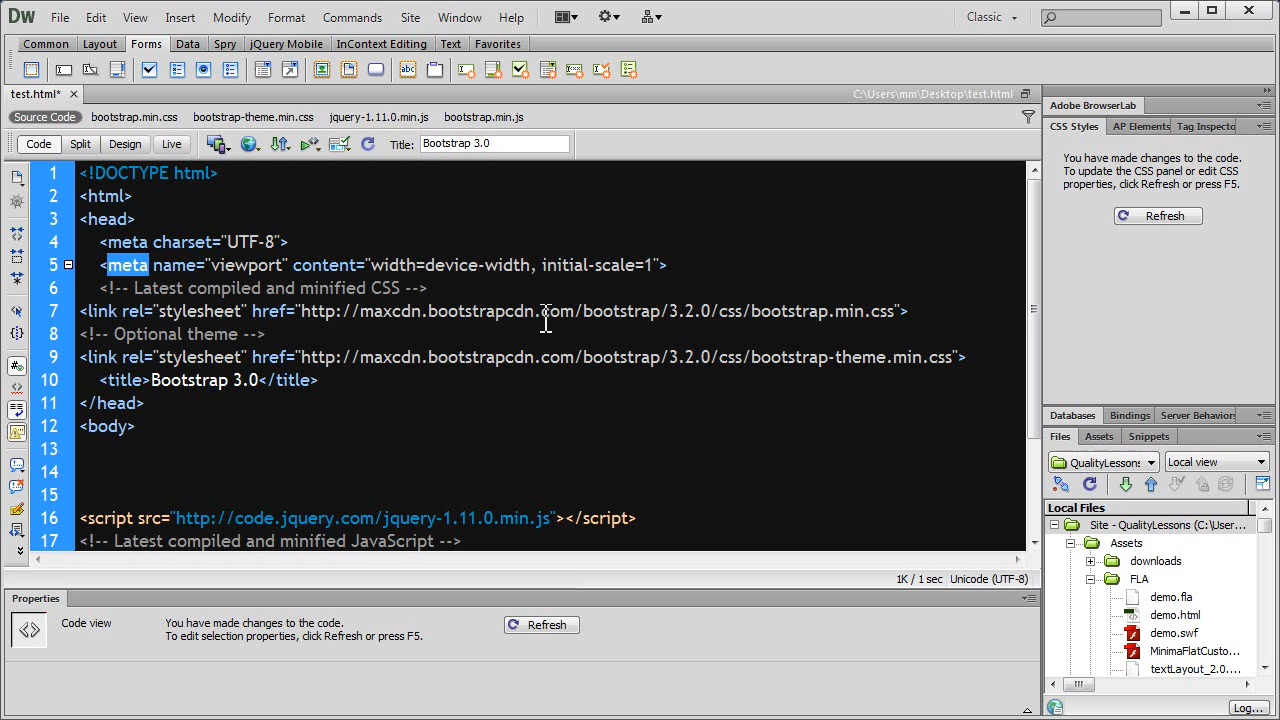 Dw File Edit View Insert Modify Format Commands Site Window Help Classic
Common Layout Forms Data Spry jQuery Mobile InContext Editing Text Favorites
test.html* C:\Users\mm\Desktop\test.html
Source Code bootstrap.min.css bootstrap-theme.min.css jquery-1.11.0.min.js bootstrap.min.js
Code Split Design Live Title: Bootstrap 3.0
1 <!DOCTYPE html>
2 <html>
3 <head>
4 <meta charset="UTF-8">
5 <meta name="viewport" content="width=device-width, initial-scale=1">
6 <!-- Latest compiled and minified CSS -->
7 <link rel="stylesheet" href="http://maxcdn.bootstrapcdn.com/bootstrap/3.2.0/css/bootstrap.min.css">
8 <!-- Optional theme -->
9 <link rel="stylesheet" href="http://maxcdn.bootstrapcdn.com/bootstrap/3.2.0/css/bootstrap-theme.min.css">
10 <title>Bootstrap 3.0</title>
11 </head>
12 <body>
13
14
15
16 <script src="http://code.jquery.com/jquery-1.11.0.min.js"></script>
17 <!-- Latest compiled and minified JavaScript -->
1K / 1 sec Unicode (UTF-8)
Properties
Code view You have made changes to the code.
To edit selection properties, click Refresh or press F5.
Refresh
Adobe BrowserLab
CSS Styles AP Elements Tag Inspecto
You have made changes to the code.
To update the CSS panel or edit CSS
properties, click Refresh or press F5.
Refresh
Databases Bindings Server Behaviors
Files Assets Snippets
QualityLessons Local view
Local Files
Site - QualityLessons (C:\User...
Assets
downloads
FLA
demo.fla
demo.html
demo.swf
MinimaFlatCusto...
textLayout_2.0...
Log...